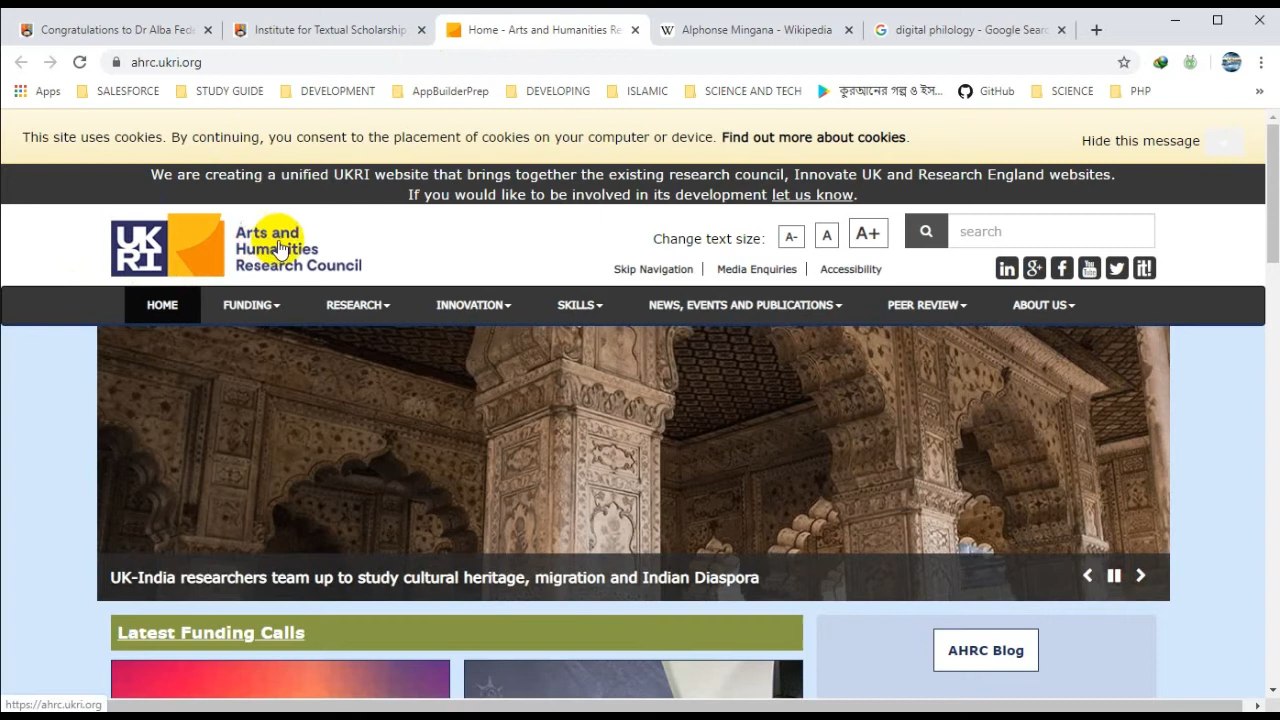 Congratulations to Dr Alba Fedi
Institute for Textual Scholarship
Home - Arts and Humanities Re
Alphonse Mingana - Wikipedia
digital philology - Google Searc
ahrc.ukri.org
Apps
SALESFORCE
STUDY GUIDE
DEVELOPMENT
AppBuilderPrep
DEVELOPING
ISLAMIC
SCIENCE AND TECH
কুরআনের গল্প ও ইস...
GitHub
SCIENCE
PHP
»
This site uses cookies. By continuing, you consent to the placement of cookies on your computer or device. Find out more about cookies.
Hide this message
We are creating a unified UKRI website that brings together the existing research council, Innovate UK and Research England websites.
If you would like to be involved in its development let us know.
UK
RI
Arts and
Humanities
Research Council
Change text size: A- A A+
search
Skip Navigation | Media Enquiries | Accessibility
in g+ f You Tube it!
HOME FUNDING RESEARCH INNOVATION SKILLS NEWS, EVENTS AND PUBLICATIONS PEER REVIEW ABOUT US
UK-India researchers team up to study cultural heritage, migration and Indian Diaspora
Latest Funding Calls
AHRC Blog
https://ahrc.ukri.org